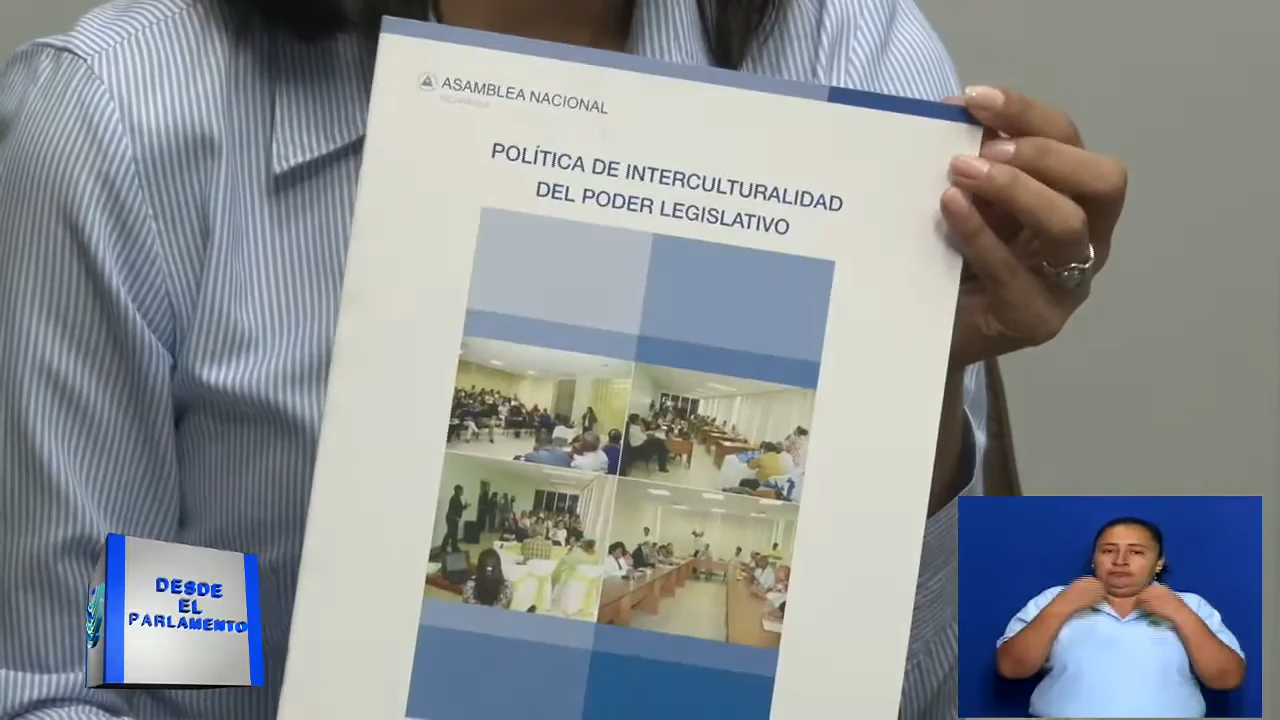 ASAMBLEA NACIONAL
POLÍTICA DE INTERCULTURALIDAD
DEL PODER LEGISLATIVO
DESDE
EL
PARLAMENTO